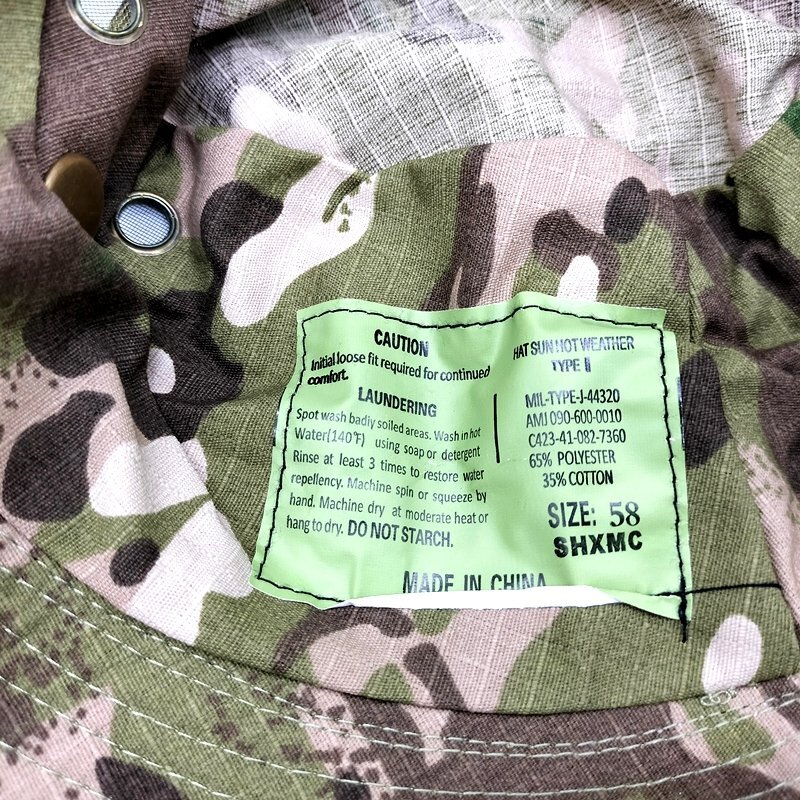 CAUTION
Initial loose fit required for continued
comfort.
LAUNDERING
Spot wash badiy soiled areas. Wash in hot
Water(140°F) using soap or detergent
Rinse at least 3 times to restore water
repellency. Machine spin or squeeze by
hand. Machine dry at moderate heat or
hang to dry. DO NOT STARCH.
HAT SUN HOT WEATHER
TYPE II
MIL-TYPE-J-44320
AMJ 090-600-0010
C423-41-082-7360
65% POLYESTER
35% COTTON
SIZE: 58
SHXMC
MADE IN CHINA